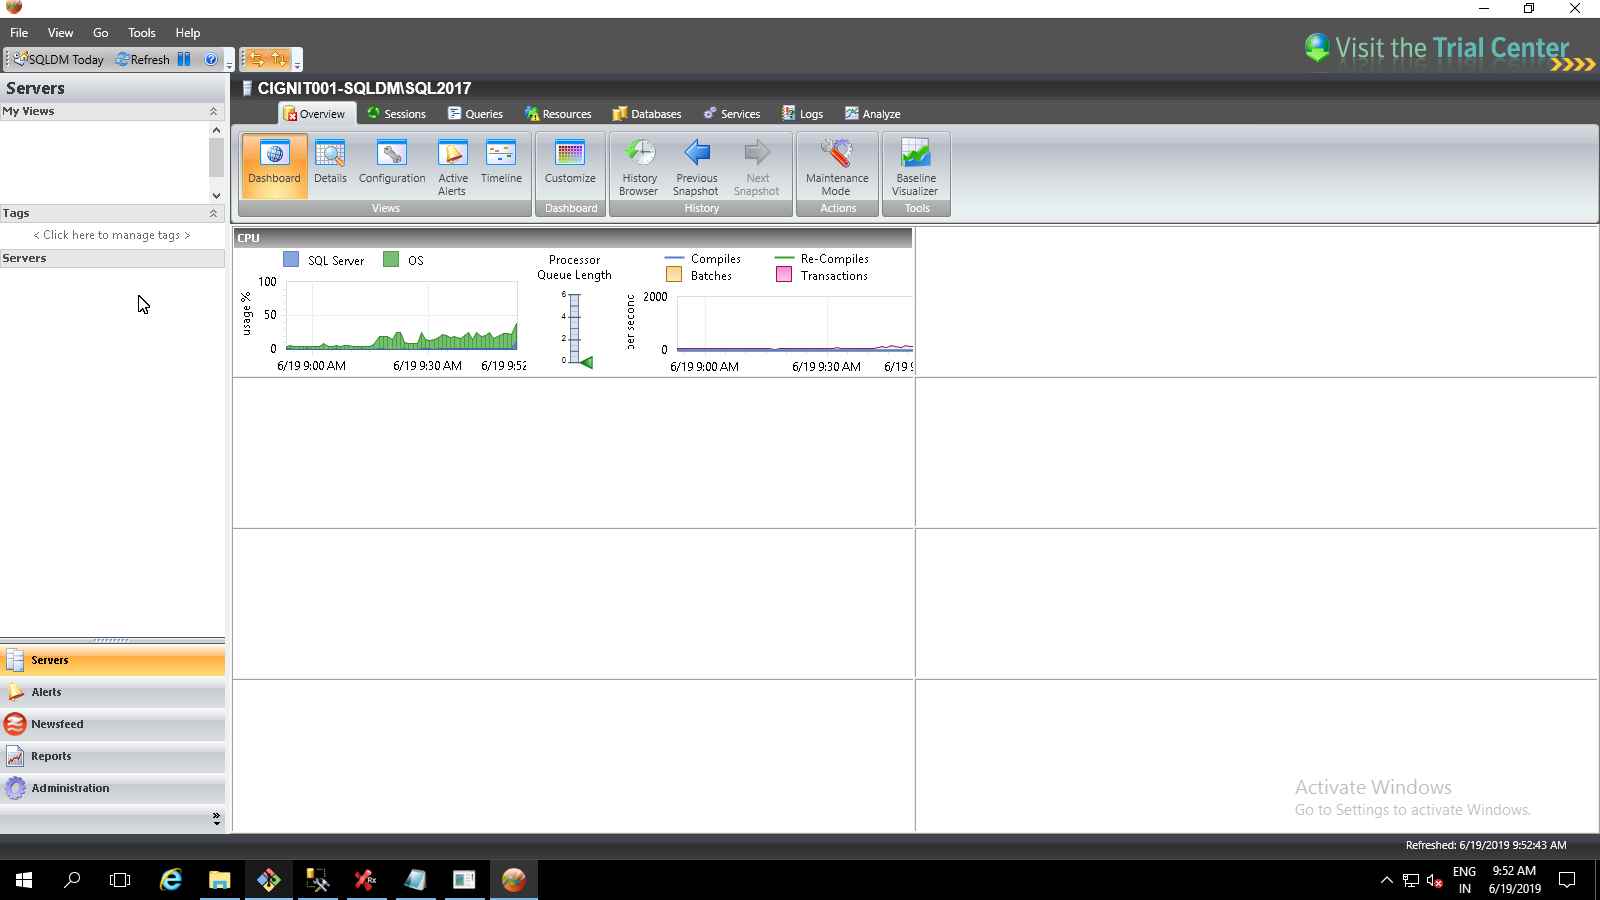 File View Go Tools Help
Visit the Trial Center
SQLDM Today Refresh
Servers
CIGNIT001-SQLDM\SQL2017
My Views
Overview Sessions Queries Resources Databases Services Logs Analyze
Dashboard Details Configuration Active Alerts Timeline Customize History Browser Previous Snapshot Next Snapshot Maintenance Mode Baseline Visualizer
Views Dashboard History Actions Tools
Tags
< Click here to manage tags >
Servers
CPU
SQL Server OS
Processor
Queue Length
Compiles Re-Compiles
Batches Transactions
usage %
100
50
0
6/19 9:00 AM 6/19 9:30 AM 6/19 9:52
6
4
2
0
per second
2000
0
6/19 9:00 AM 6/19 9:30 AM 6/19 9
Servers
Alerts
Newsfeed
Reports
Administration
Activate Windows
Go to Settings to activate Windows.
Refreshed: 6/19/2019 9:52:43 AM
Rx
ENG
IN
9:52 AM
6/19/2019